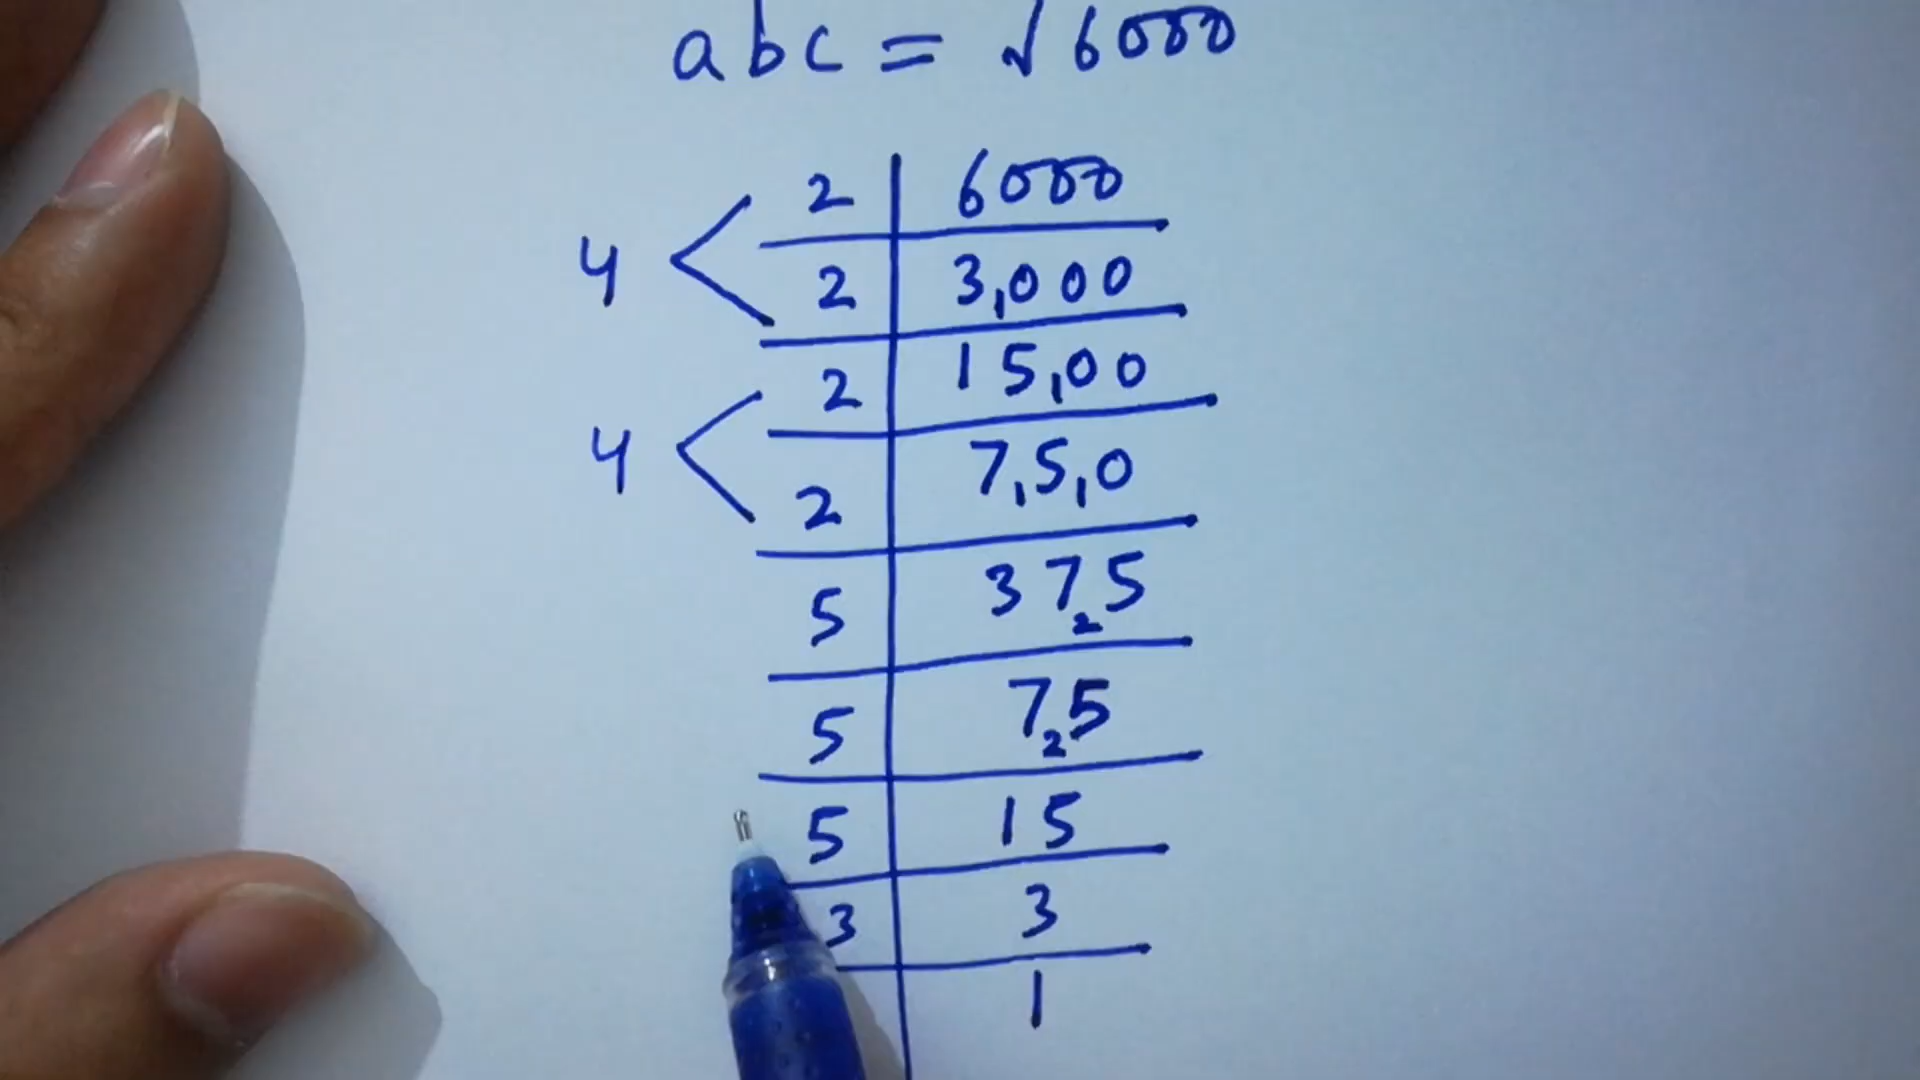 abc = √6000
2 | 6000
4 < 2 | 3,000
2 | 15,00
4 < 2 | 7,5,0
5 | 37₂5
5 | 7₂5
5 | 15
3 | 3
1